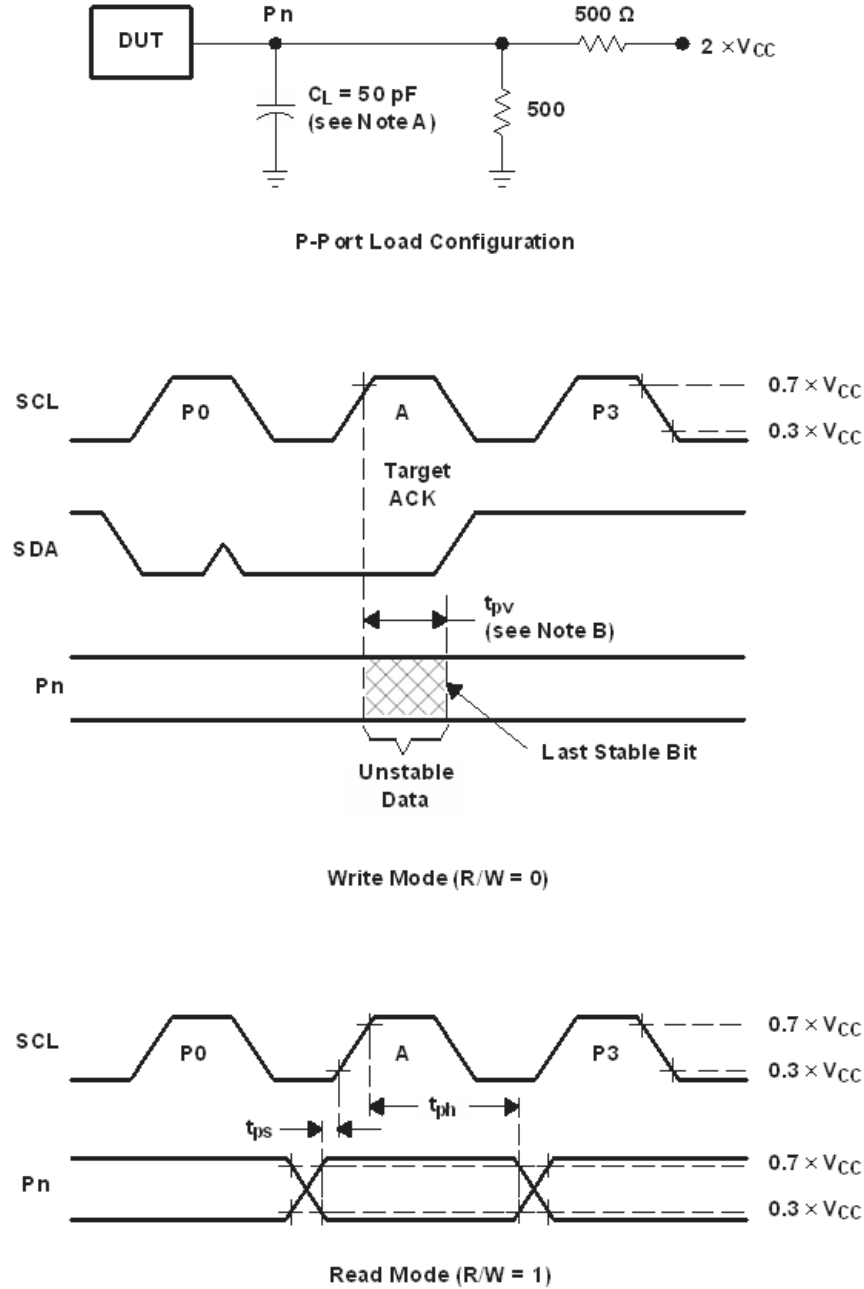 DUT
Pn
500 Ω
2 × VCC
CL = 50 pF
(see Note A)
500
P-Port Load Configuration
SCL
P0
A
P3
0.7 × VCC
0.3 × VCC
Target
ACK
SDA
tpv
(see Note B)
Pn
Last Stable Bit
Unstable
Data
Write Mode (R/W = 0)
SCL
P0
A
P3
0.7 × VCC
0.3 × VCC
tph
tps
Pn
0.7 × VCC
0.3 × VCC
Read Mode (R/W = 1)